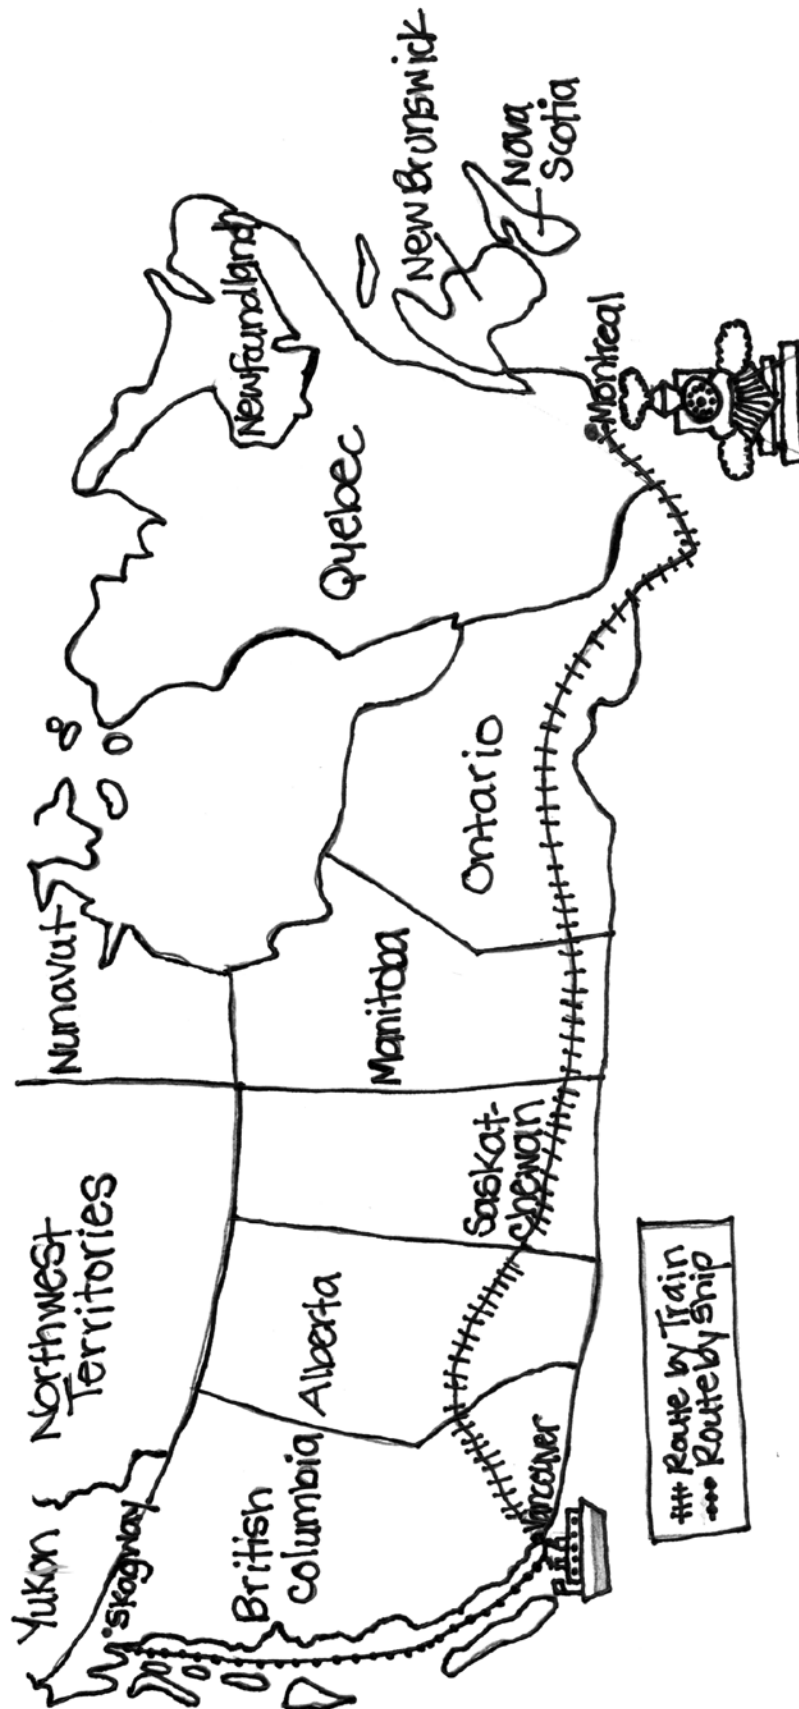 Yukon
Northwest
Territories
Nunavut
Skagway
British
Columbia
Alberta
Saskat-
chewan
Manitoba
Ontario
Quebec
Newfoundland
New Brunswick
Nova
Scotia
Montreal
Vancouver
Route by Train
Route by Ship